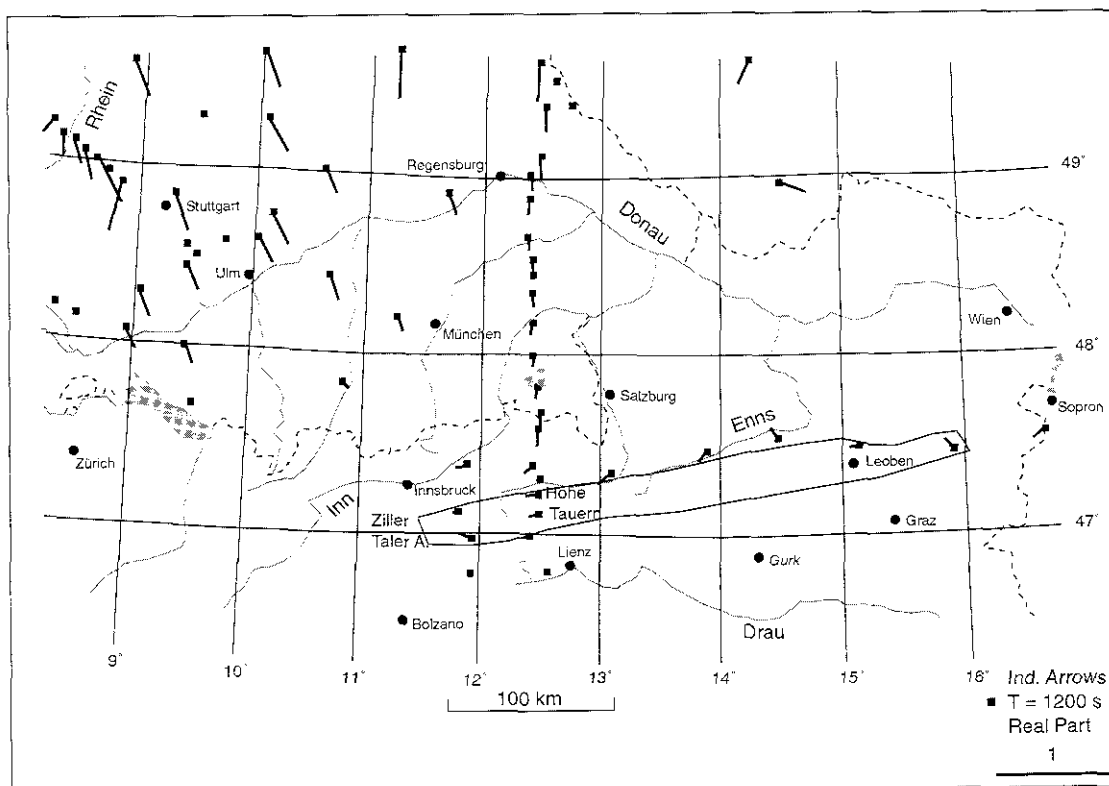 Rhein
Regensburg
49°
Stuttgart
Donau
Ulm
München
Wien
48°
Salzburg
Sopron
Enns
Zürich
Leoben
Innsbruck
Inn
Hohe
Ziller
Tauern
Graz
47°
Taler A.
Lienz
Gurk
Bolzano
Drau
9°
10°
11°
12°
13°
14°
15°
16°
100 km
Ind. Arrows
T = 1200 s
Real Part
1